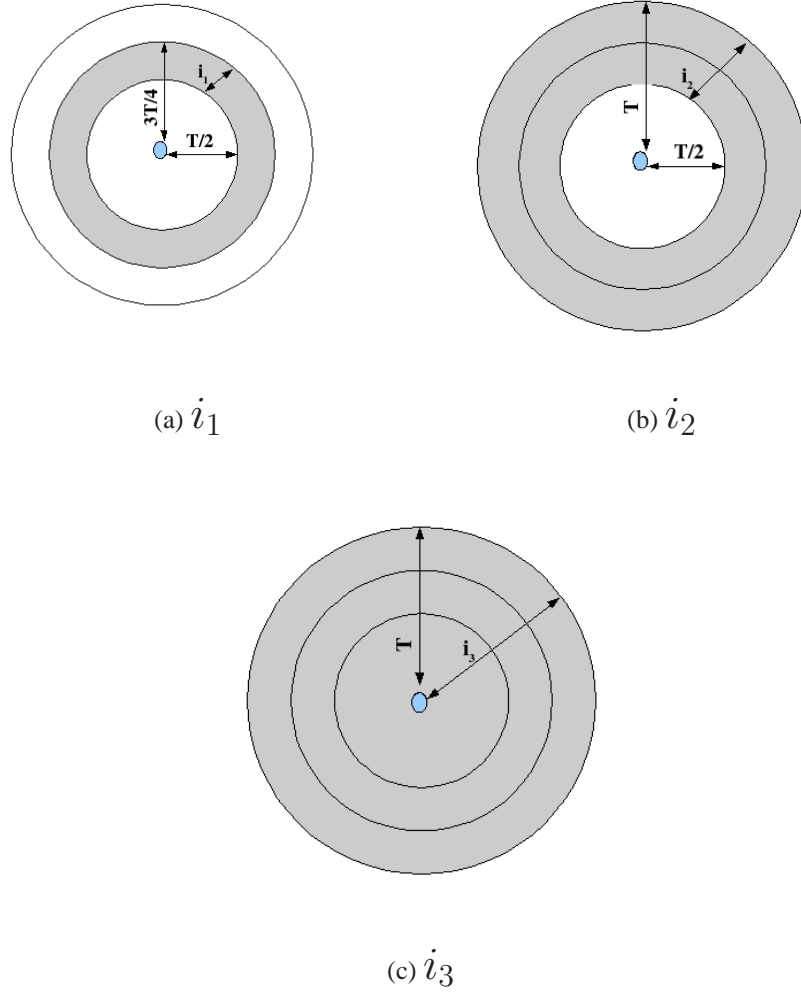 i₁
3T/4
T/2
i₂
T
T/2
(a) i₁
(b) i₂
T
i₃
(c) i₃